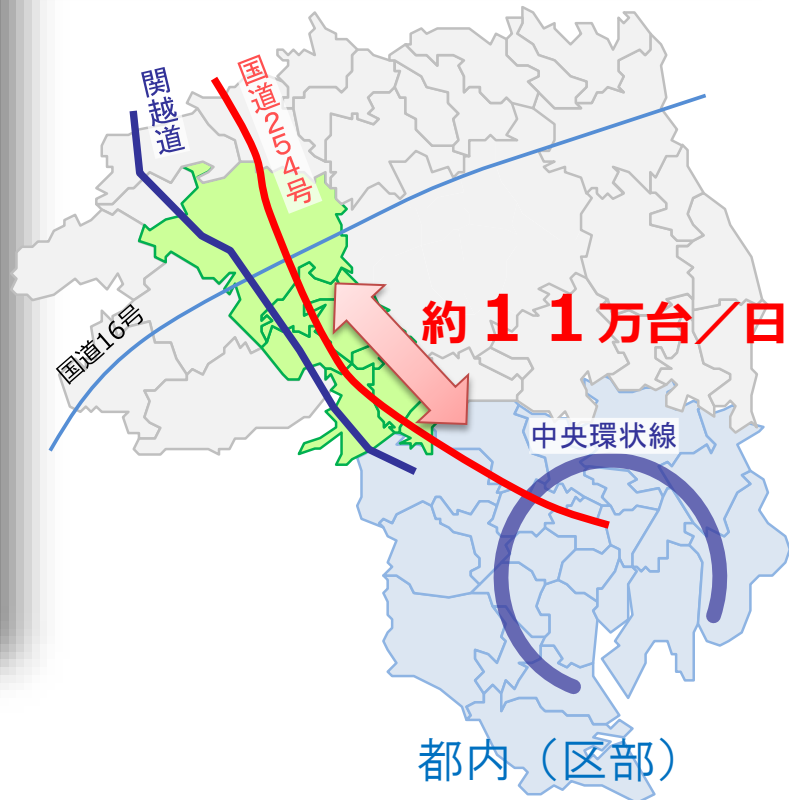 関越道
国道254号
国道16号
約１１万台／日
中央環状線
都内（区部）